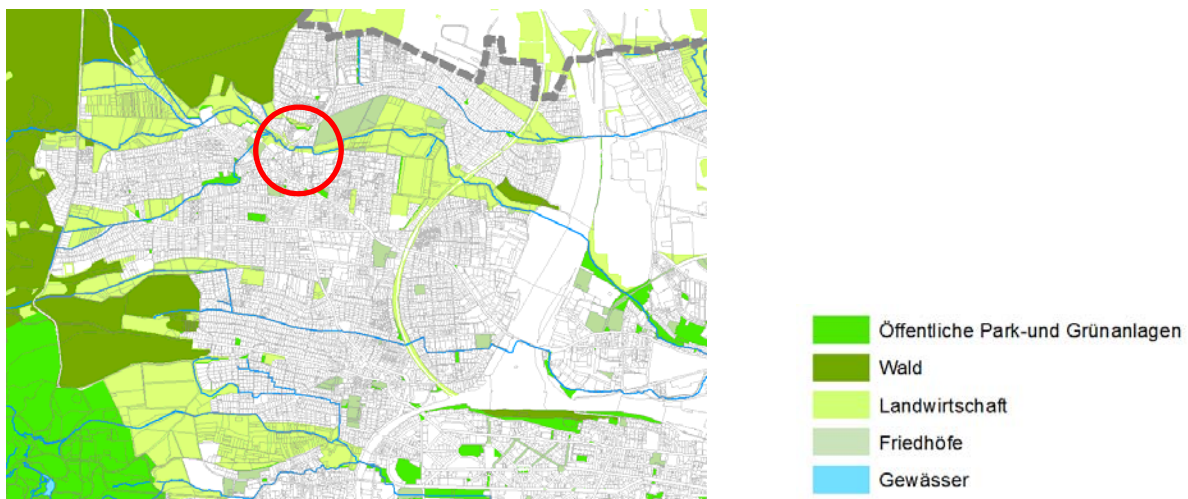 Öffentliche Park-und Grünanlagen
Wald
Landwirtschaft
Friedhöfe
Gewässer